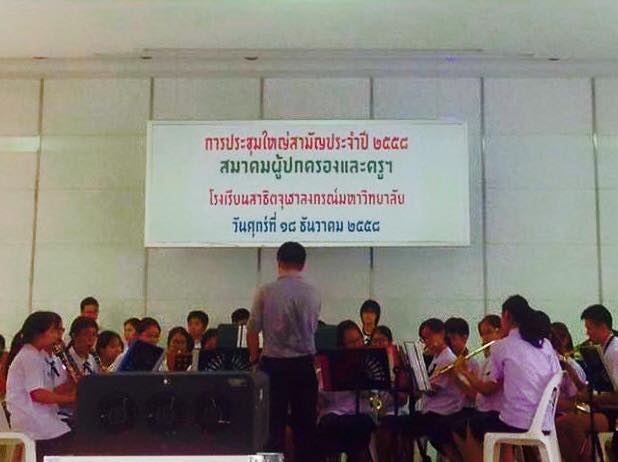 การประชุมใหญ่สามัญประจำปี ๒๕๕๘
สมาคมผู้ปกครองและครูฯ
โรงเรียนสาธิตจุฬาลงกรณ์มหาวิทยาลัย
วันศุกร์ที่ ๑๘ ธันวาคม ๒๕๕๘